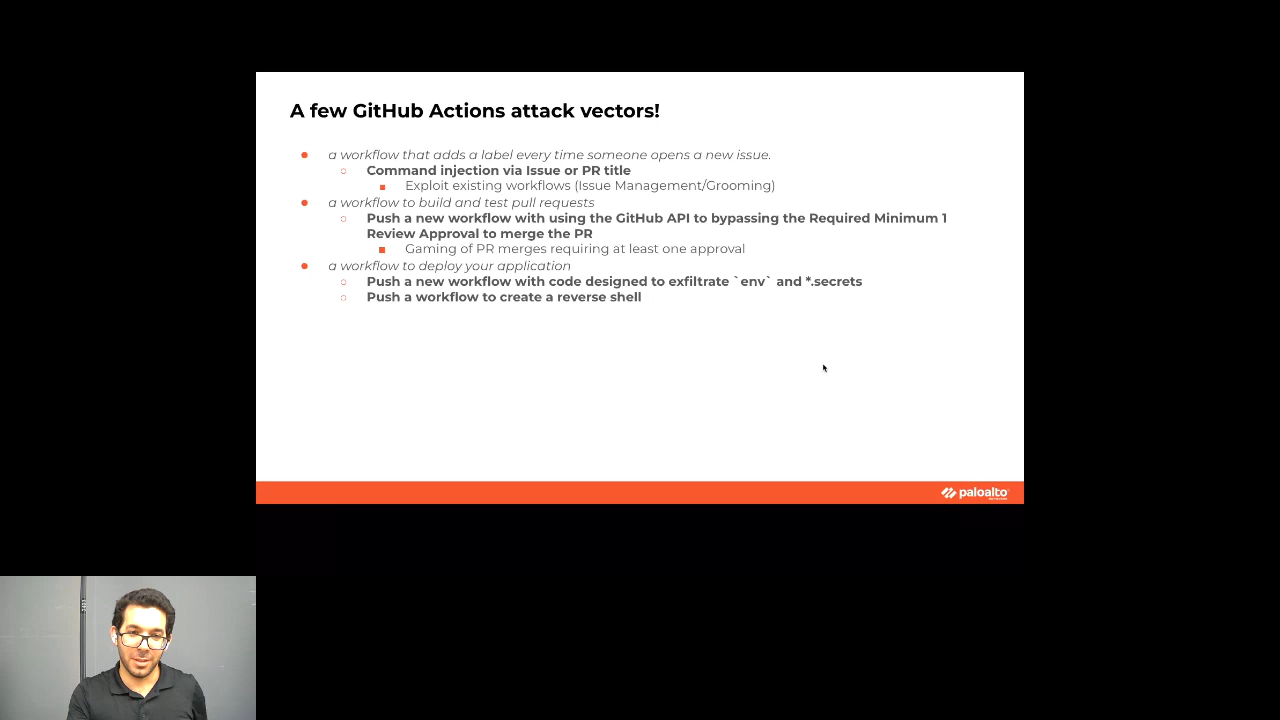 A few GitHub Actions attack vectors!
a workflow that adds a label every time someone opens a new issue.
Command injection via Issue or PR title
Exploit existing workflows (Issue Management/Grooming)
a workflow to build and test pull requests
Push a new workflow with using the GitHub API to bypassing the Required Minimum 1
Review Approval to merge the PR
Gaming of PR merges requiring at least one approval
a workflow to deploy your application
Push a new workflow with code designed to exfiltrate `env` and *.secrets
Push a workflow to create a reverse shell
paloalto